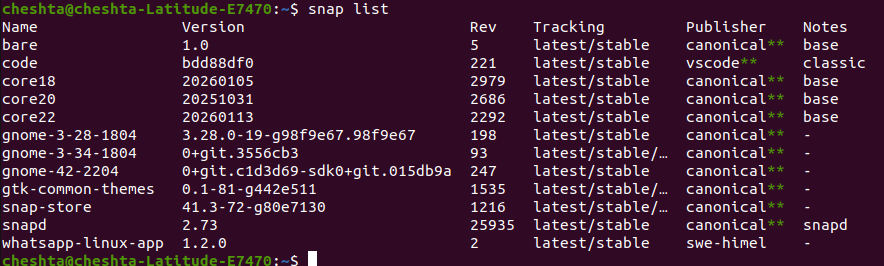 cheshta@cheshta-Latitude-E7470:~$ snap list
Name Version Rev Tracking Publisher Notes
bare 1.0 5 latest/stable canonical** base
code bdd88df0 221 latest/stable vscode** classic
core18 20260105 2979 latest/stable canonical** base
core20 20251031 2686 latest/stable canonical** base
core22 20260113 2292 latest/stable canonical** base
gnome-3-28-1804 3.28.0-19-g98f9e67.98f9e67 198 latest/stable canonical** -
gnome-3-34-1804 0+git.3556cb3 93 latest/stable/… canonical** -
gnome-42-2204 0+git.c1d3d69-sdk0+git.015db9a 247 latest/stable canonical** -
gtk-common-themes 0.1-81-g442e511 1535 latest/stable/… canonical** -
snap-store 41.3-72-g80e7130 1216 latest/stable/… canonical** -
snapd 2.73 25935 latest/stable canonical** snapd
whatsapp-linux-app 1.2.0 2 latest/stable swe-himel -
cheshta@cheshta-Latitude-E7470:~$